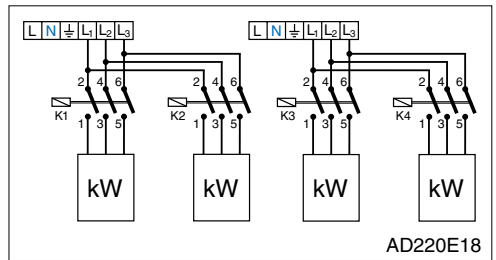 L N ⏚ L1 L2 L3 L N ⏚ L1 L2 L3
2 4 6 2 4 6 2 4 6 2 4 6
K1 K2 K3 K4
1 3 5 1 3 5 1 3 5 1 3 5
kW kW kW kW
AD220E18